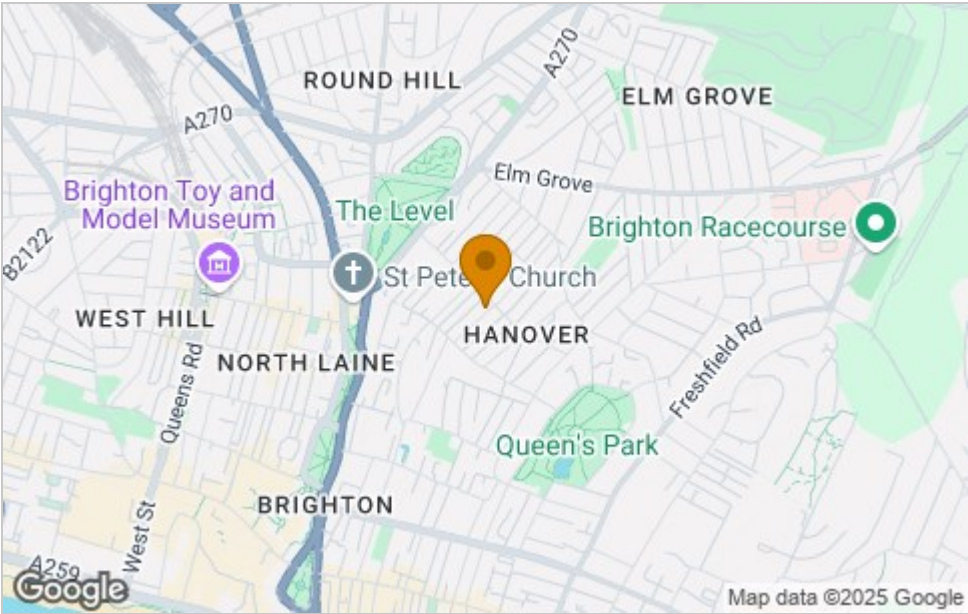 ROUND HILL
A270
ELM GROVE
A270
Elm Grove
Brighton Toy and
Model Museum
The Level
Brighton Racecourse
B2122
St Pete
Church
WEST HILL
HANOVER
NORTH LAINE
Freshfield Rd
Queens Rd
Queen's Park
BRIGHTON
West St
A259
Google
Map data ©2025 Google